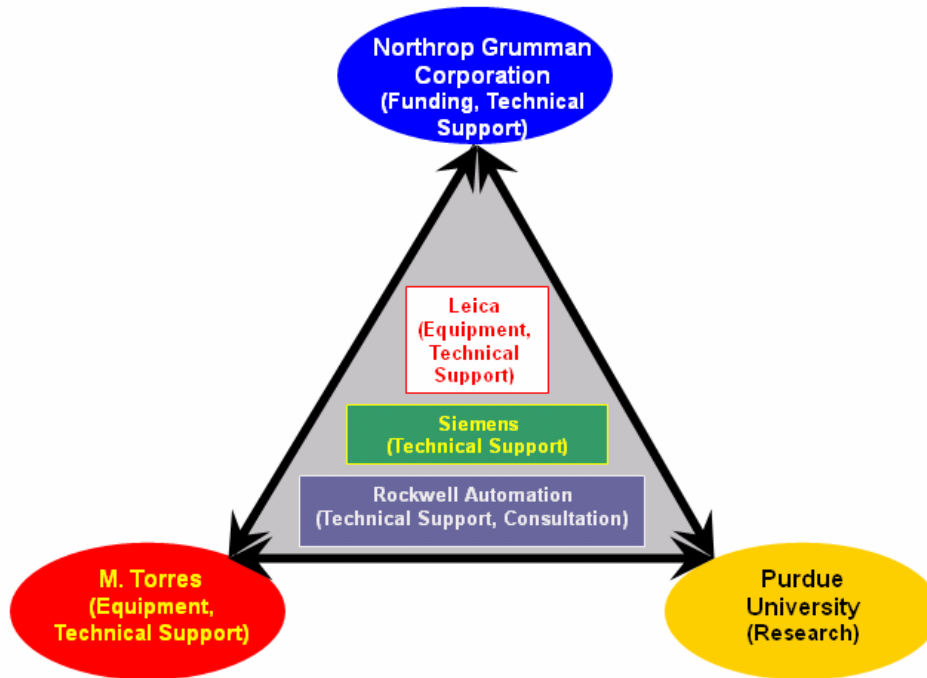 Northrop Grumman
Corporation
(Funding, Technical
Support)
Leica
(Equipment,
Technical
Support)
Siemens
(Technical Support)
Rockwell Automation
(Technical Support, Consultation)
M. Torres
(Equipment,
Technical Support)
Purdue
University
(Research)